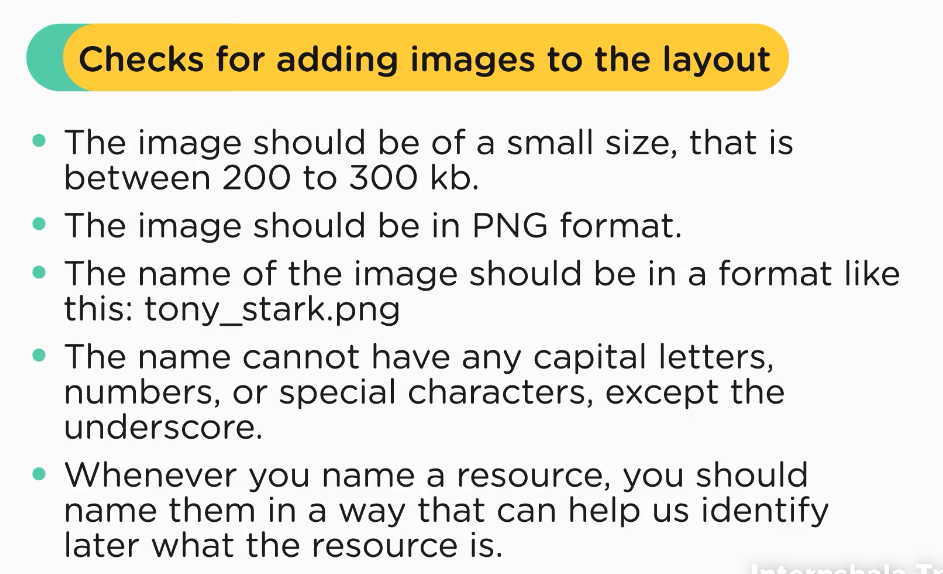 Checks for adding images to the layout
The image should be of a small size, that is
between 200 to 300 kb.
The image should be in PNG format.
The name of the image should be in a format like
this: tony_stark.png
The name cannot have any capital letters,
numbers, or special characters, except the
underscore.
Whenever you name a resource, you should
name them in a way that can help us identify
later what the resource is.